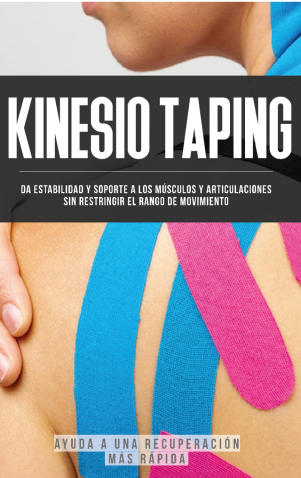 KINESIO TAPING
DA ESTABILIDAD Y SOPORTE A LOS MÚSCULOS Y ARTICULACIONES
SIN RESTRINGIR EL RANGO DE MOVIMIENTO
AYUDA A UNA RECUPERACIÓN
MÁS RÁPIDA